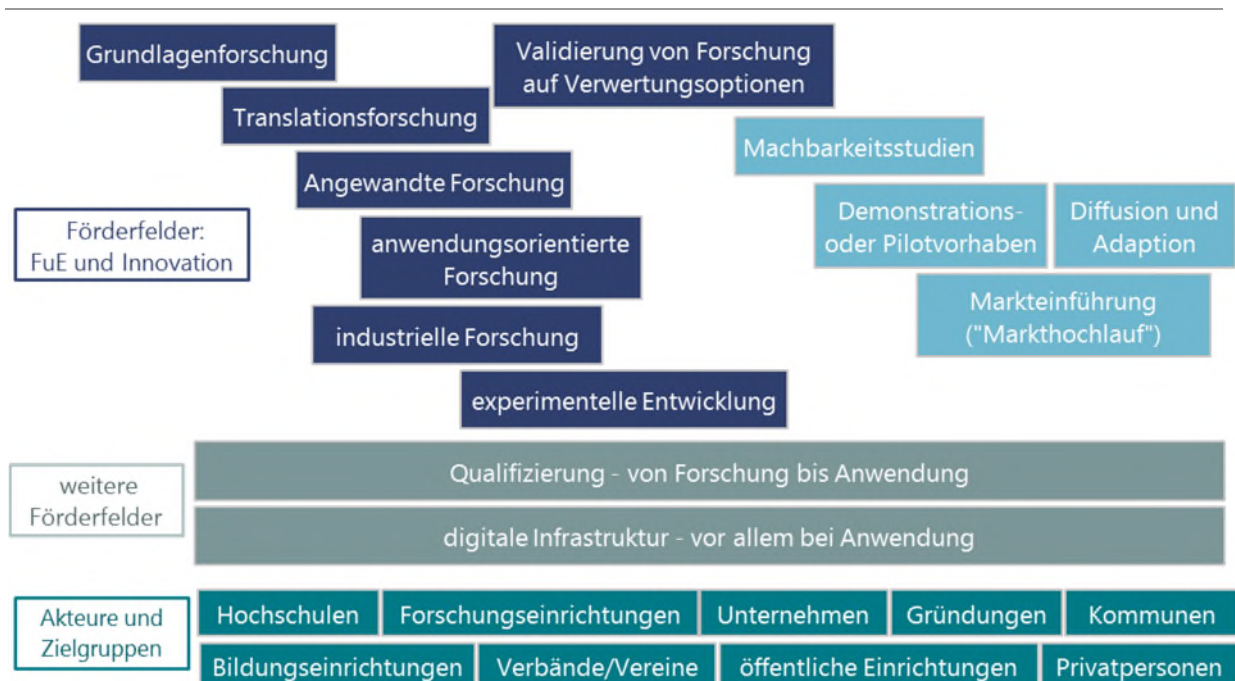 Grundlagenforschung
Validierung von Forschung
auf Verwertungsoptionen
Translationsforschung
Machbarkeitsstudien
Angewandte Forschung
Förderfelder:
FuE und Innovation
anwendungsorientierte
Forschung
Demonstrations-
oder Pilotvorhaben
Diffusion und
Adaption
Markteinführung
("Markthochlauf")
industrielle Forschung
experimentelle Entwicklung
weitere
Förderfelder
Qualifizierung - von Forschung bis Anwendung
digitale Infrastruktur - vor allem bei Anwendung
Akteure und
Zielgruppen
Hochschulen
Forschungseinrichtungen
Unternehmen
Gründungen
Kommunen
Bildungseinrichtungen
Verbände/Vereine
öffentliche Einrichtungen
Privatpersonen